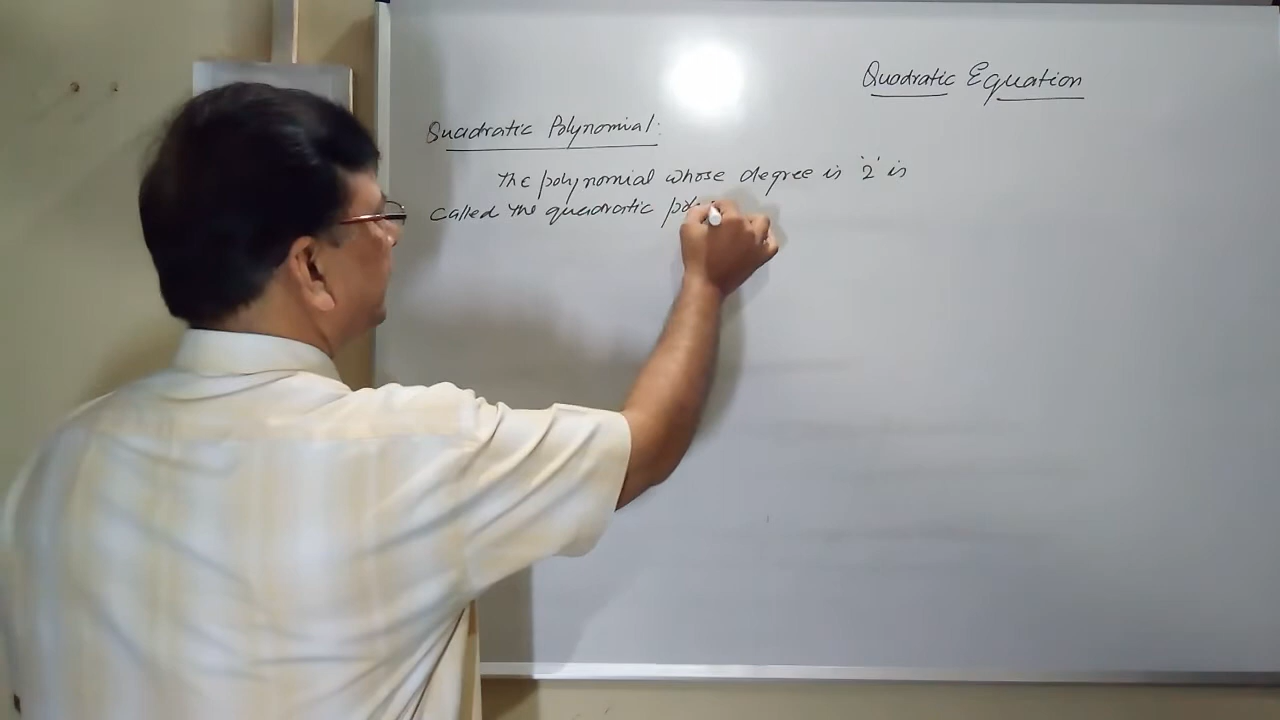 Quadratic Equation
Quadratic Polynomial:
The polynomial whose degree is '2' is
called the quadratic